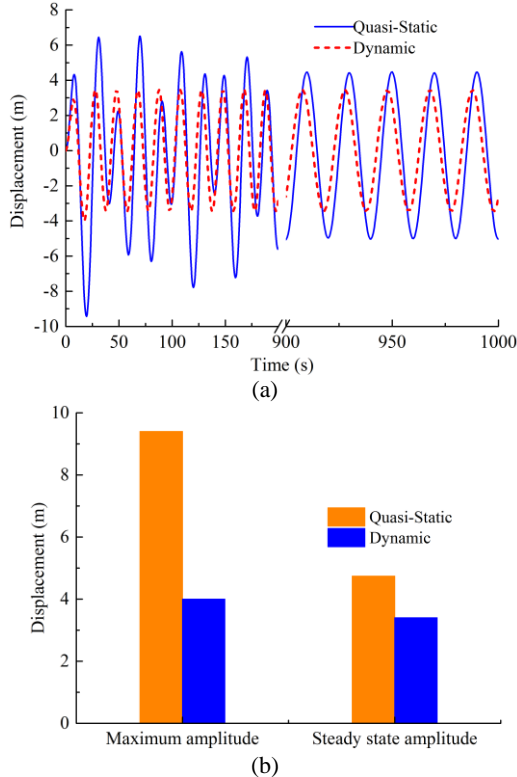 Quasi-Static
Dynamic
Displacement (m)
6
4
2
0
-2
-4
-6
-8
-10
0 50 100 150 900 950 1000
Time (s)
(a)
10
8
6
4
2
0
Displacement (m)
Quasi-Static
Dynamic
Maximum amplitude Steady state amplitude
(b)